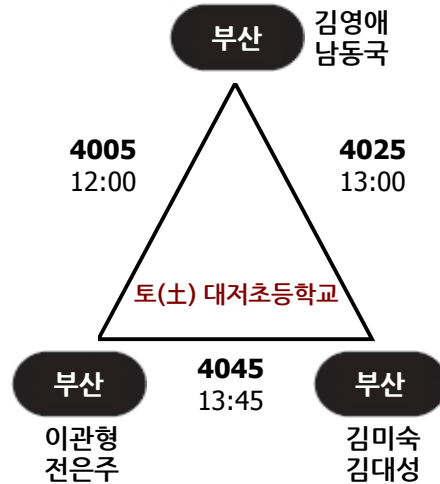 부산
김영애
남동국
4005
12:00
4025
13:00
토(土) 대저초등학교
부산
이관형
전은주
4045
13:45
부산
김미숙
김대성